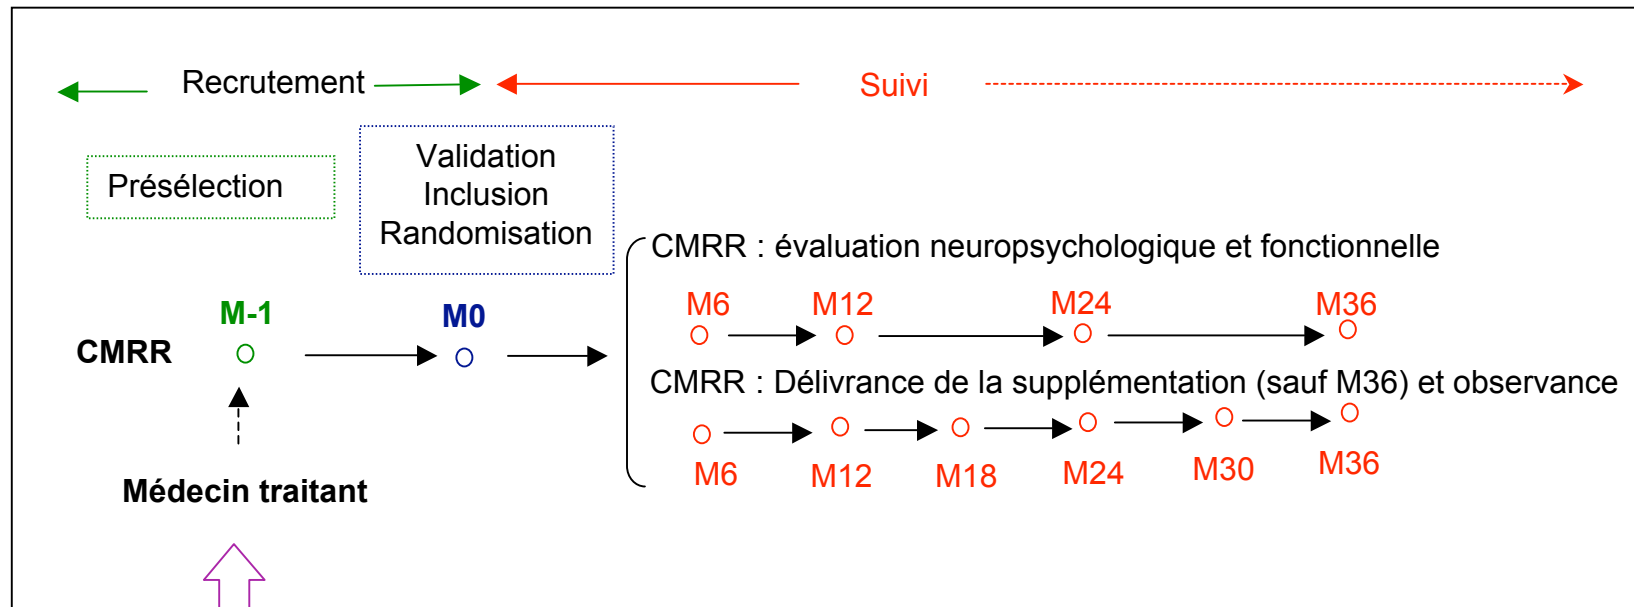 Recrutement
Suivi
Présélection
Validation
Inclusion
Randomisation
CMRR : évaluation neuropsychologique et fonctionnelle
M6 M12 M24 M36
M-1
M0
CMRR
CMRR : Délivrance de la supplémentation (sauf M36) et observance
M6 M12 M18 M24 M30 M36
Médecin traitant